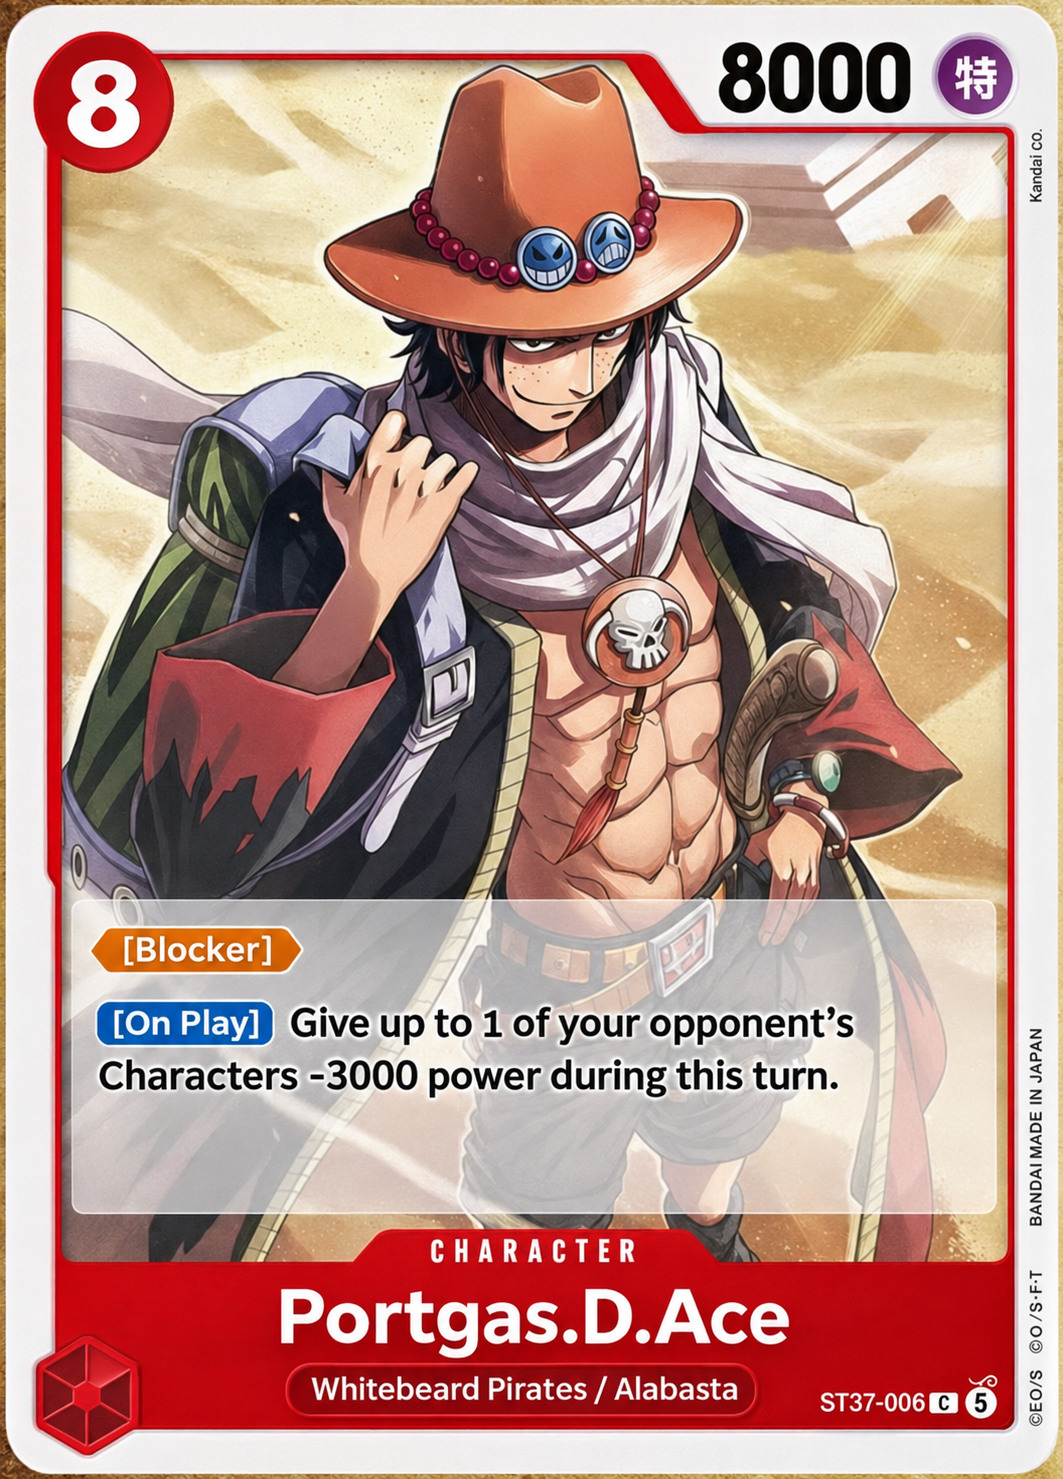 8
8000 特
Kandai co.
[Blocker]
[On Play] Give up to 1 of your opponent's
Characters -3000 power during this turn.
CHARACTER
Portgas.D.Ace
Whitebeard Pirates / Alabasta
ST37-006 C 5
©EO/S ©O/S·F·T BANDAI MADE IN JAPAN